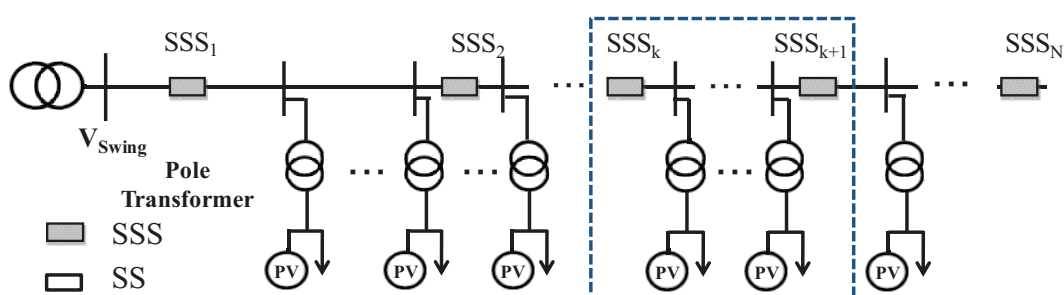 SSS1 SSS2 SSSk SSSk+1 SSSN
... ... ...
VSwing
Pole
Transformer
... ... ...
SSS
PV PV PV PV PV PV
SS